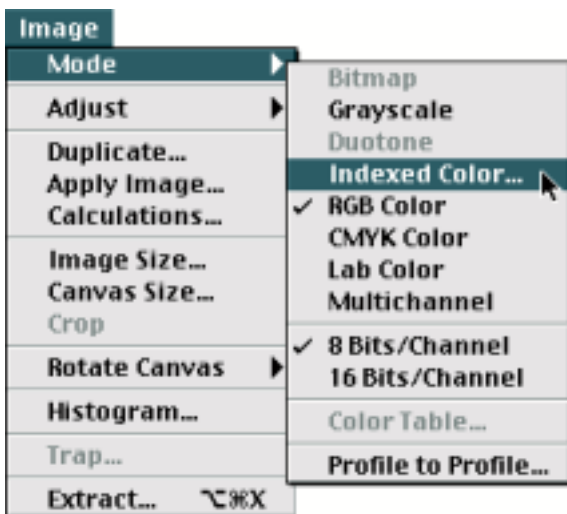 Image
Mode
Adjust
Duplicate...
Apply Image...
Calculations...
Image Size...
Canvas Size...
Crop
Rotate Canvas
Histogram...
Trap...
Extract... ⌥⌘X
Bitmap
Grayscale
Duotone
Indexed Color...
✓ RGB Color
CMYK Color
Lab Color
Multichannel
✓ 8 Bits/Channel
16 Bits/Channel
Color Table...
Profile to Profile...